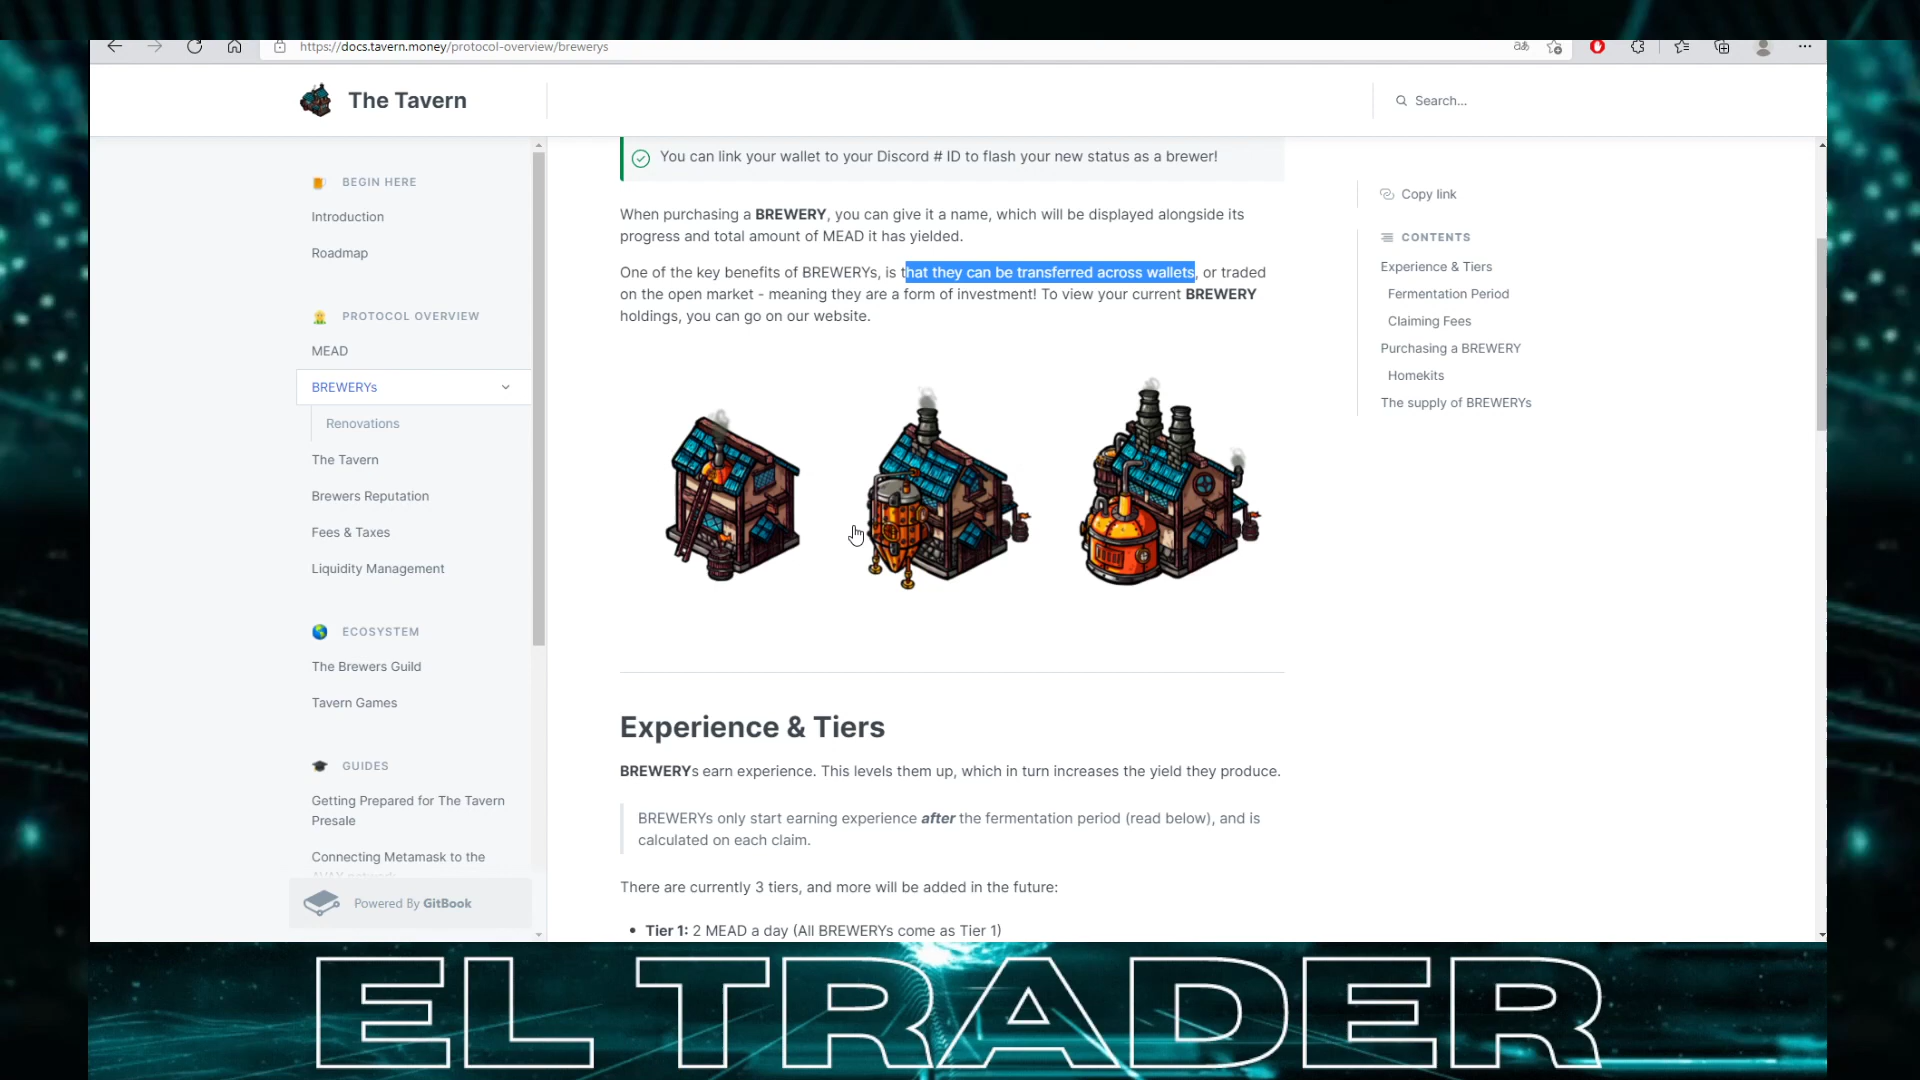 https://docs.tavern.money/protocol-overview/brewerys
The Tavern
Search...
BEGIN HERE
Introduction
Roadmap
PROTOCOL OVERVIEW
MEAD
BREWERYs
Renovations
The Tavern
Brewers Reputation
Fees & Taxes
Liquidity Management
ECOSYSTEM
The Brewers Guild
Tavern Games
GUIDES
Getting Prepared for The Tavern
Presale
Connecting Metamask to the
AVAX network
Powered By GitBook
You can link your wallet to your Discord # ID to flash your new status as a brewer!
When purchasing a BREWERY, you can give it a name, which will be displayed alongside its
progress and total amount of MEAD it has yielded.
One of the key benefits of BREWERYs, is that they can be transferred across wallets, or traded
on the open market - meaning they are a form of investment! To view your current BREWERY
holdings, you can go on our website.
Experience & Tiers
BREWERYs earn experience. This levels them up, which in turn increases the yield they produce.
BREWERYs only start earning experience after the fermentation period (read below), and is
calculated on each claim.
There are currently 3 tiers, and more will be added in the future:
• Tier 1: 2 MEAD a day (All BREWERYs come as Tier 1)
Copy link
CONTENTS
Experience & Tiers
Fermentation Period
Claiming Fees
Purchasing a BREWERY
Homekits
The supply of BREWERYs
EL TRADER